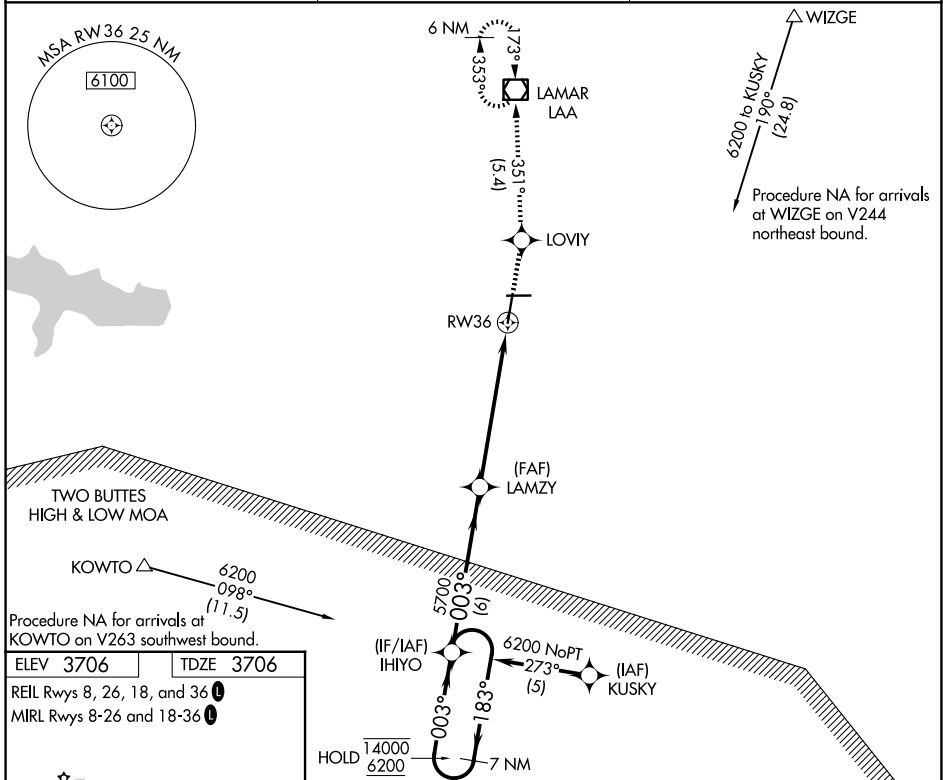 MSA RW36 25 NM
6100
6 NM
173°
353°
LAMAR
LAA
351°
(5.4)
LOVIY
RW36
WIZGE
6200 to KUSKY
190°
(24.8)
Procedure NA for arrivals
at WIZGE on V244
northeast bound.
(FAF)
LAMZY
TWO BUTTES
HIGH & LOW MOA
KOWTO
6200
098°
(11.5)
Procedure NA for arrivals at
KOWTO on V263 southwest bound.
5700
003°
(6)
(IF/IAF)
IHIYO
6200 NoPT
273°
(5)
(IAF)
KUSKY
003°
183°
HOLD
14000
6200
7 NM
ELEV 3706
TDZE 3706
REIL Rwys 8, 26, 18, and 36 L
MIRL Rwys 8-26 and 18-36 L